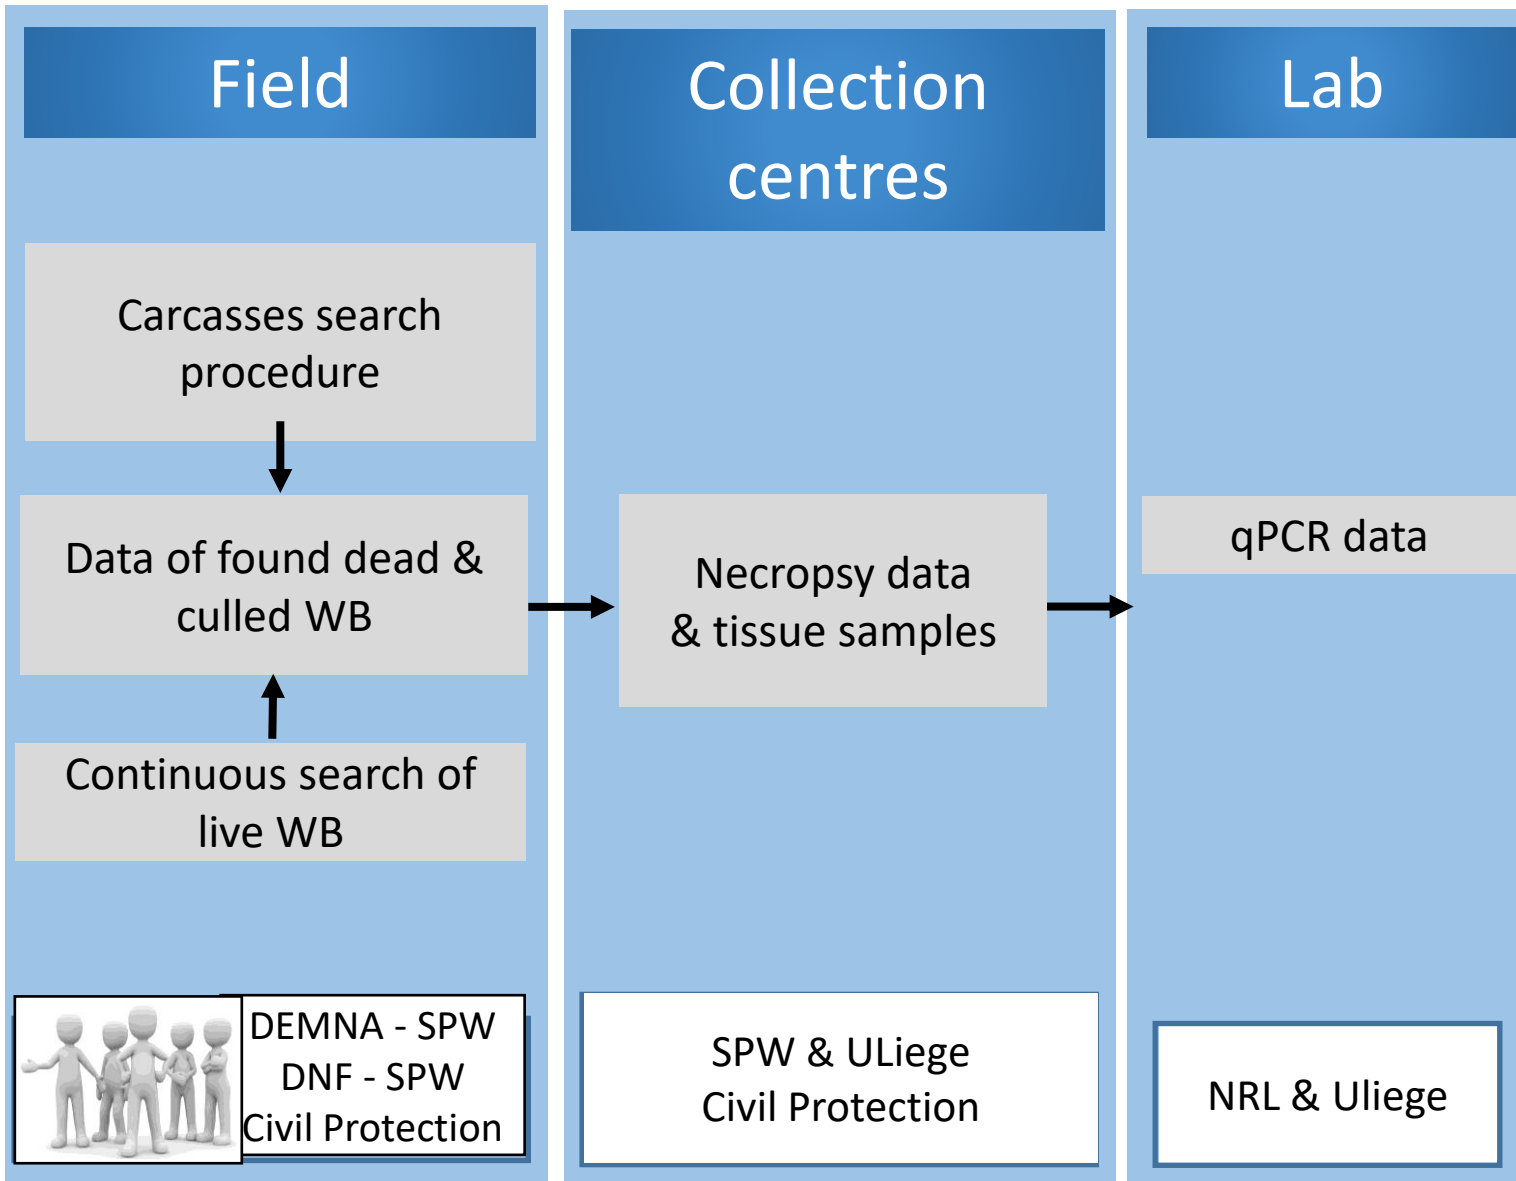 Field
Carcasses search
procedure
Data of found dead &
culled WB
Continuous search of
live WB
DEMNA - SPW
DNF - SPW
Civil Protection
Collection
centres
Necropsy data
& tissue samples
SPW & ULiege
Civil Protection
Lab
qPCR data
NRL & Uliege